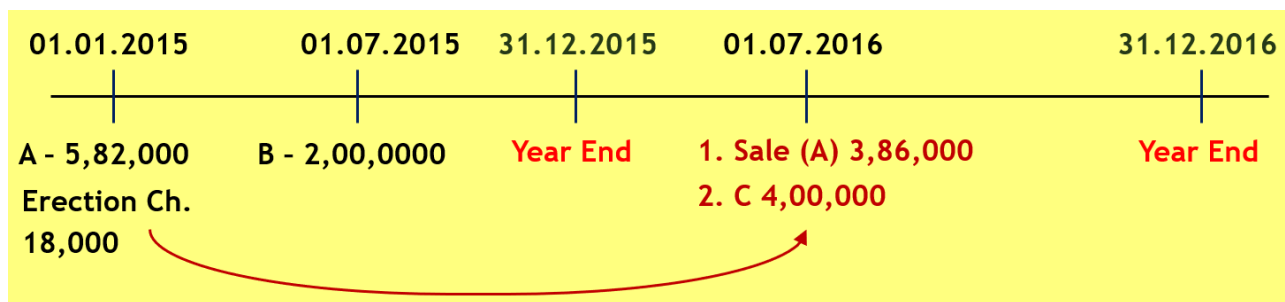 01.01.2015 01.07.2015 31.12.2015 01.07.2016 31.12.2016
A - 5,82,000 B - 2,00,0000 Year End 1. Sale (A) 3,86,000 Year End
Erection Ch. 2. C 4,00,000
18,000